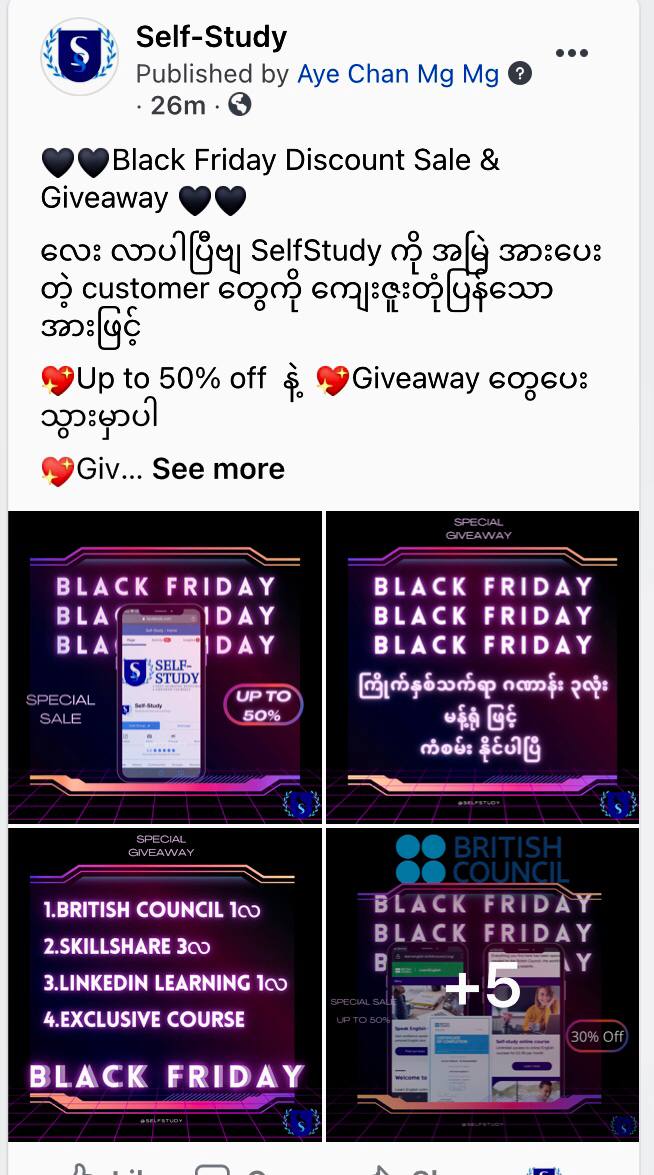 Self-Study
Published by Aye Chan Mg Mg
· 26m ·
🖤🖤Black Friday Discount Sale &
Giveaway 🖤🖤
လေး လာပါပြီဗျ SelfStudy ကို အမြဲ အားပေး
တဲ့ customer တွေကို ကျေးဇူးတုံ့ပြန်သော
အားဖြင့်
💖Up to 50% off နဲ့ 💖Giveaway တွေပေး
သွားမှာပါ
💖Giv... See more
BLACK FRIDAY
BLACK FRIDAY
BLACK FRIDAY
SELF-
STUDY
Self-Study
SPECIAL
SALE
UP TO
50%
SPECIAL
GIVEAWAY
BLACK FRIDAY
BLACK FRIDAY
BLACK FRIDAY
ကြိုက်နှစ်သက်ရာ ဂဏာန်း ၃လုံး
မန့်ရုံ ဖြင့်
ကံစမ်း နိုင်ပါပြီ
@SELFSTUDY
SPECIAL
GIVEAWAY
1.BRITISH COUNCIL 1လ
2.SKILLSHARE 3လ
3.LINKEDIN LEARNING 1လ
4.EXCLUSIVE COURSE
BLACK FRIDAY
@SELFSTUDY
BRITISH
COUNCIL
BLACK FRIDAY
BLACK FRIDAY
+5
SPECIAL SALE
UP TO 50%
30% Off
Speak English
Self-study online course
Welcome to
@SELFSTUDY